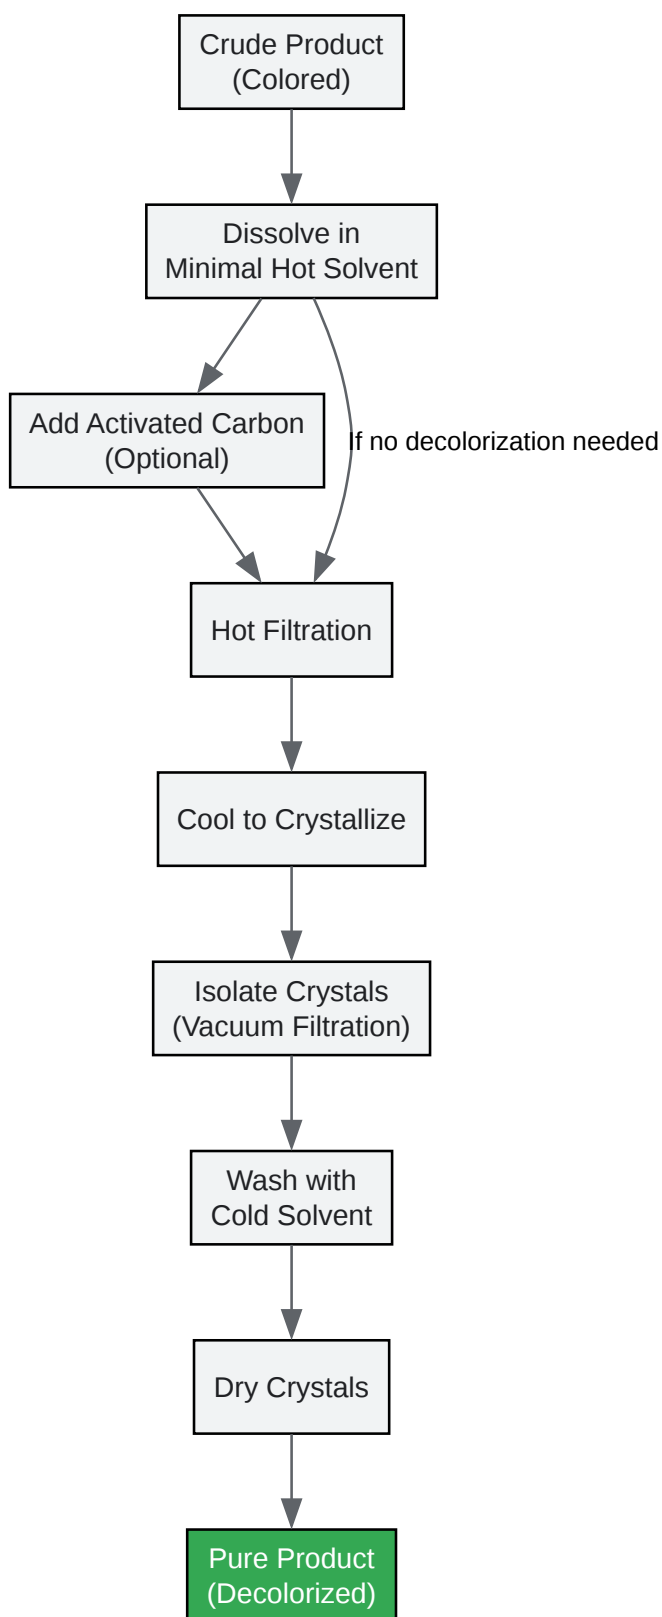 Crude Product
(Colored)
Dissolve in
Minimal Hot Solvent
Add Activated Carbon
(Optional)
If no decolorization needed
Hot Filtration
Cool to Crystallize
Isolate Crystals
(Vacuum Filtration)
Wash with
Cold Solvent
Dry Crystals
Pure Product
(Decolorized)